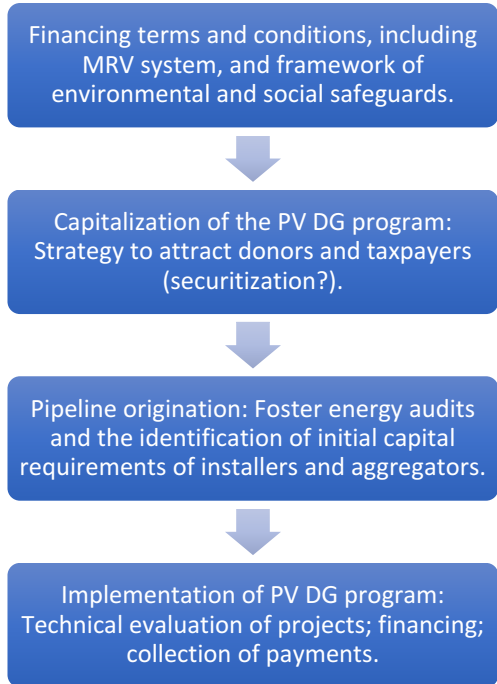 Financing terms and conditions, including
MRV system, and framework of
environmental and social safeguards.
Capitalization of the PV DG program:
Strategy to attract donors and taxpayers
(securitization?).
Pipeline origination: Foster energy audits
and the identification of initial capital
requirements of installers and aggregators.
Implementation of PV DG program:
Technical evaluation of projects; financing;
collection of payments.